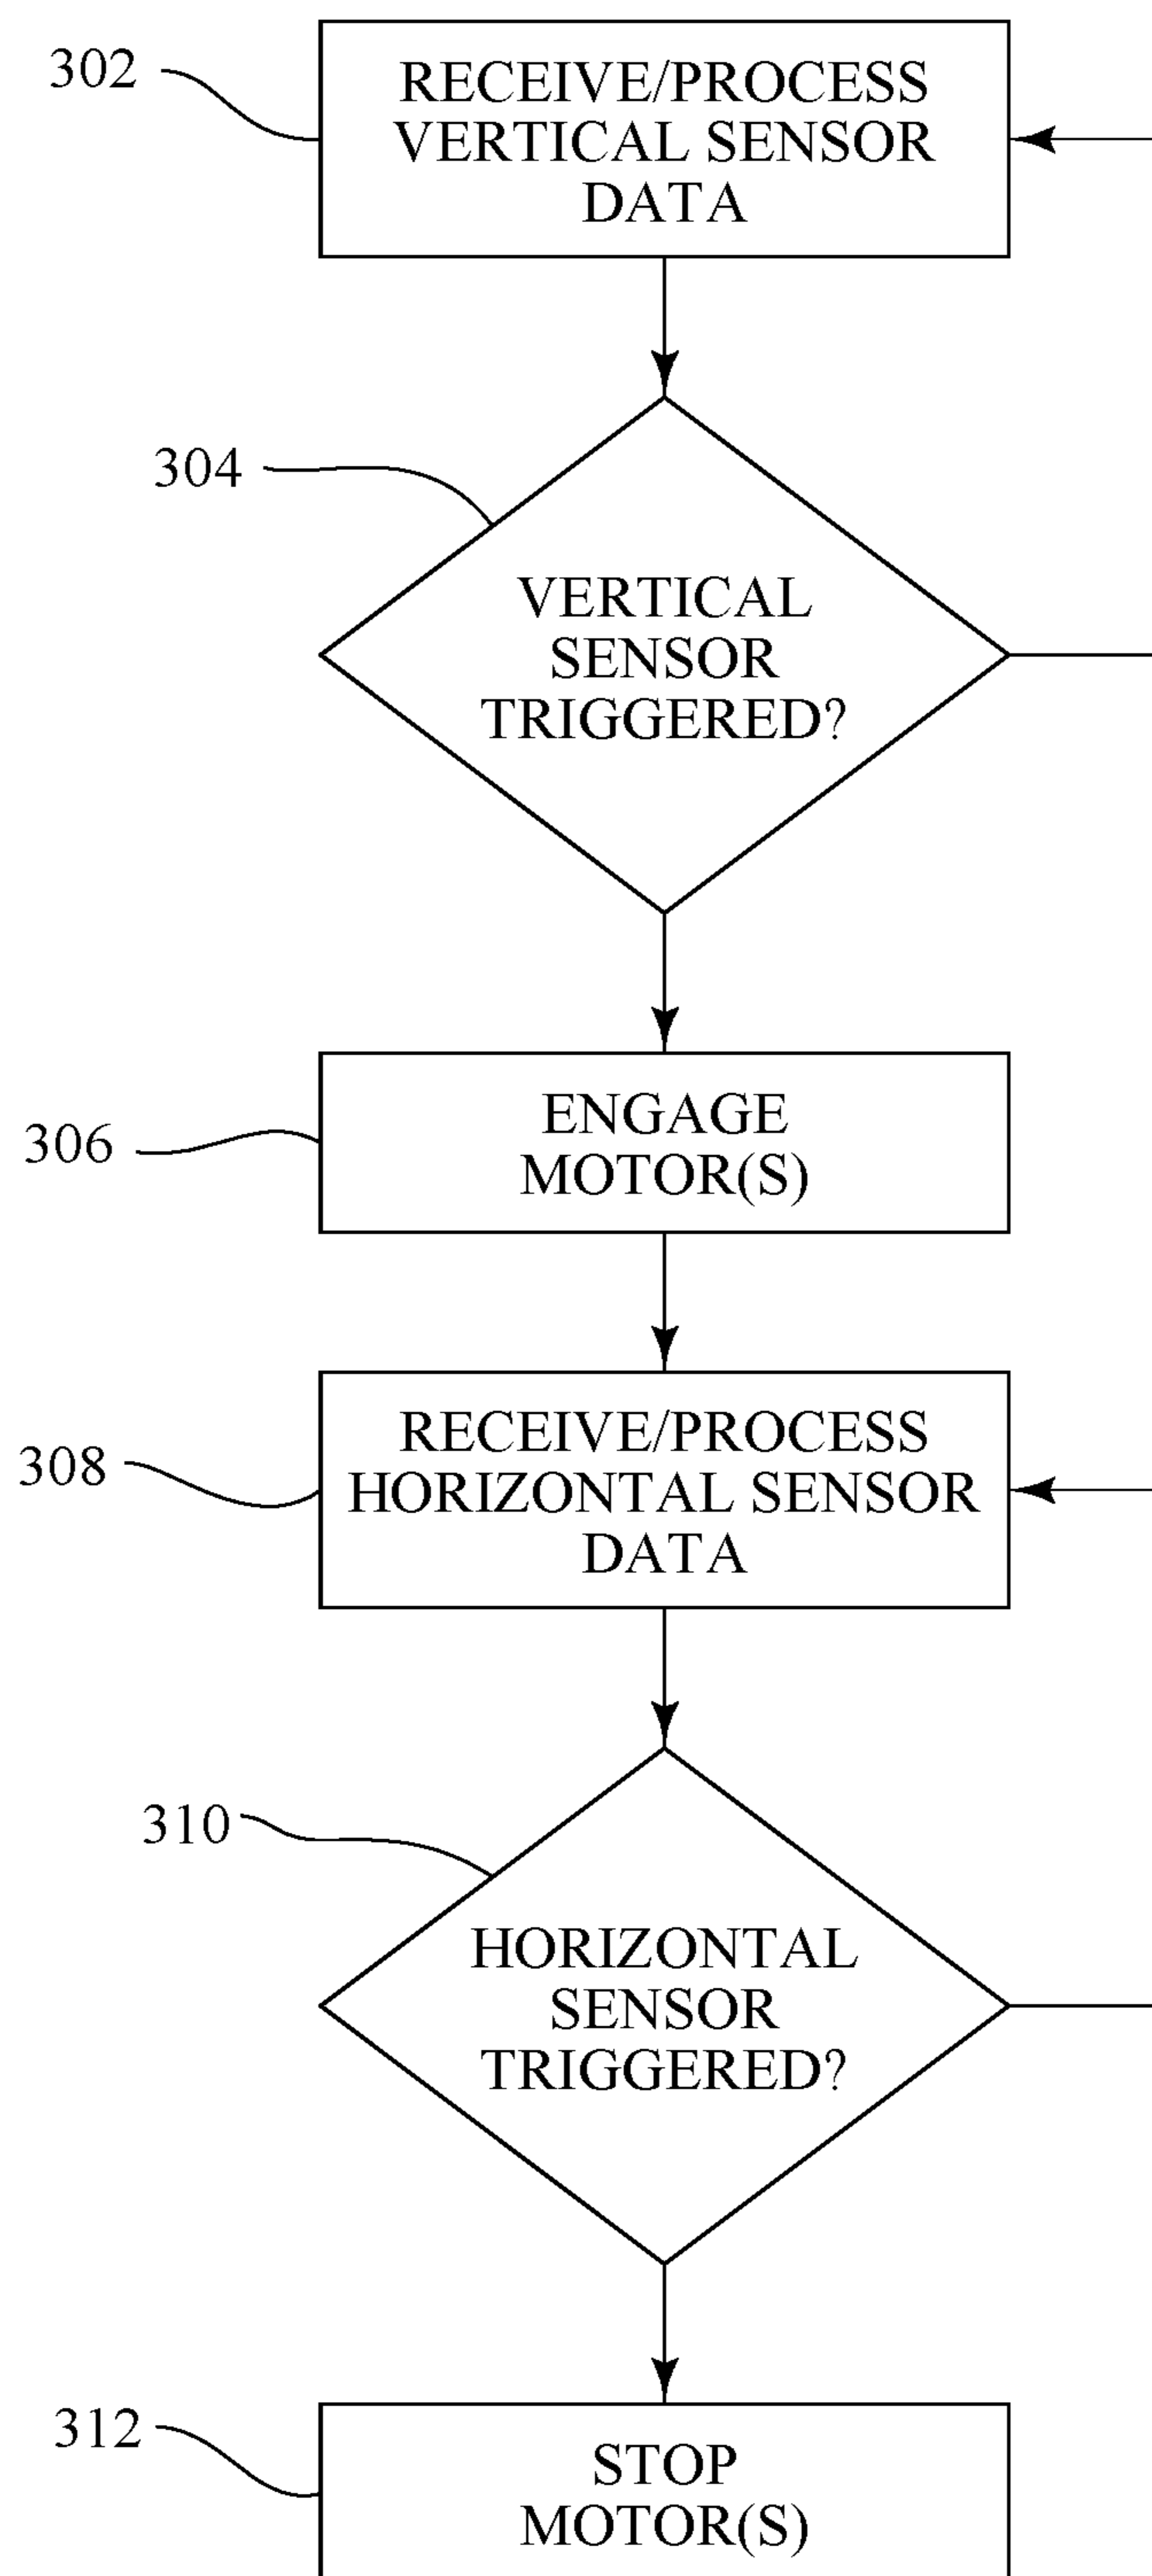 302
RECEIVE/PROCESS
VERTICAL SENSOR
DATA
304
VERTICAL
SENSOR
TRIGGERED?
306
ENGAGE
MOTOR(S)
308
RECEIVE/PROCESS
HORIZONTAL SENSOR
DATA
310
HORIZONTAL
SENSOR
TRIGGERED?
312
STOP
MOTOR(S)